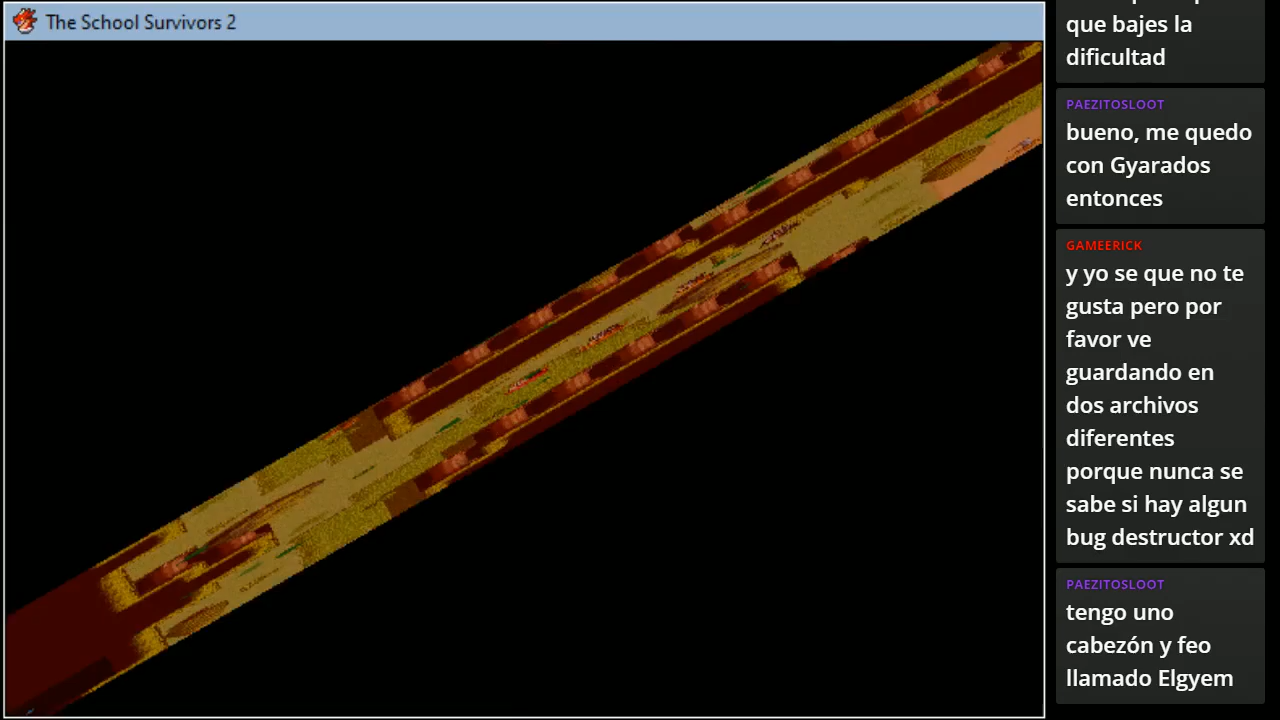 The School Survivors 2
que bajes la
dificultad
PAEZITOSLOOT
bueno, me quedo
con Gyarados
entonces
GAMEERICK
y yo se que no te
gusta pero por
favor ve
guardando en
dos archivos
diferentes
porque nunca se
sabe si hay algun
bug destructor xd
PAEZITOSLOOT
tengo uno
cabezón y feo
llamado Elgyem